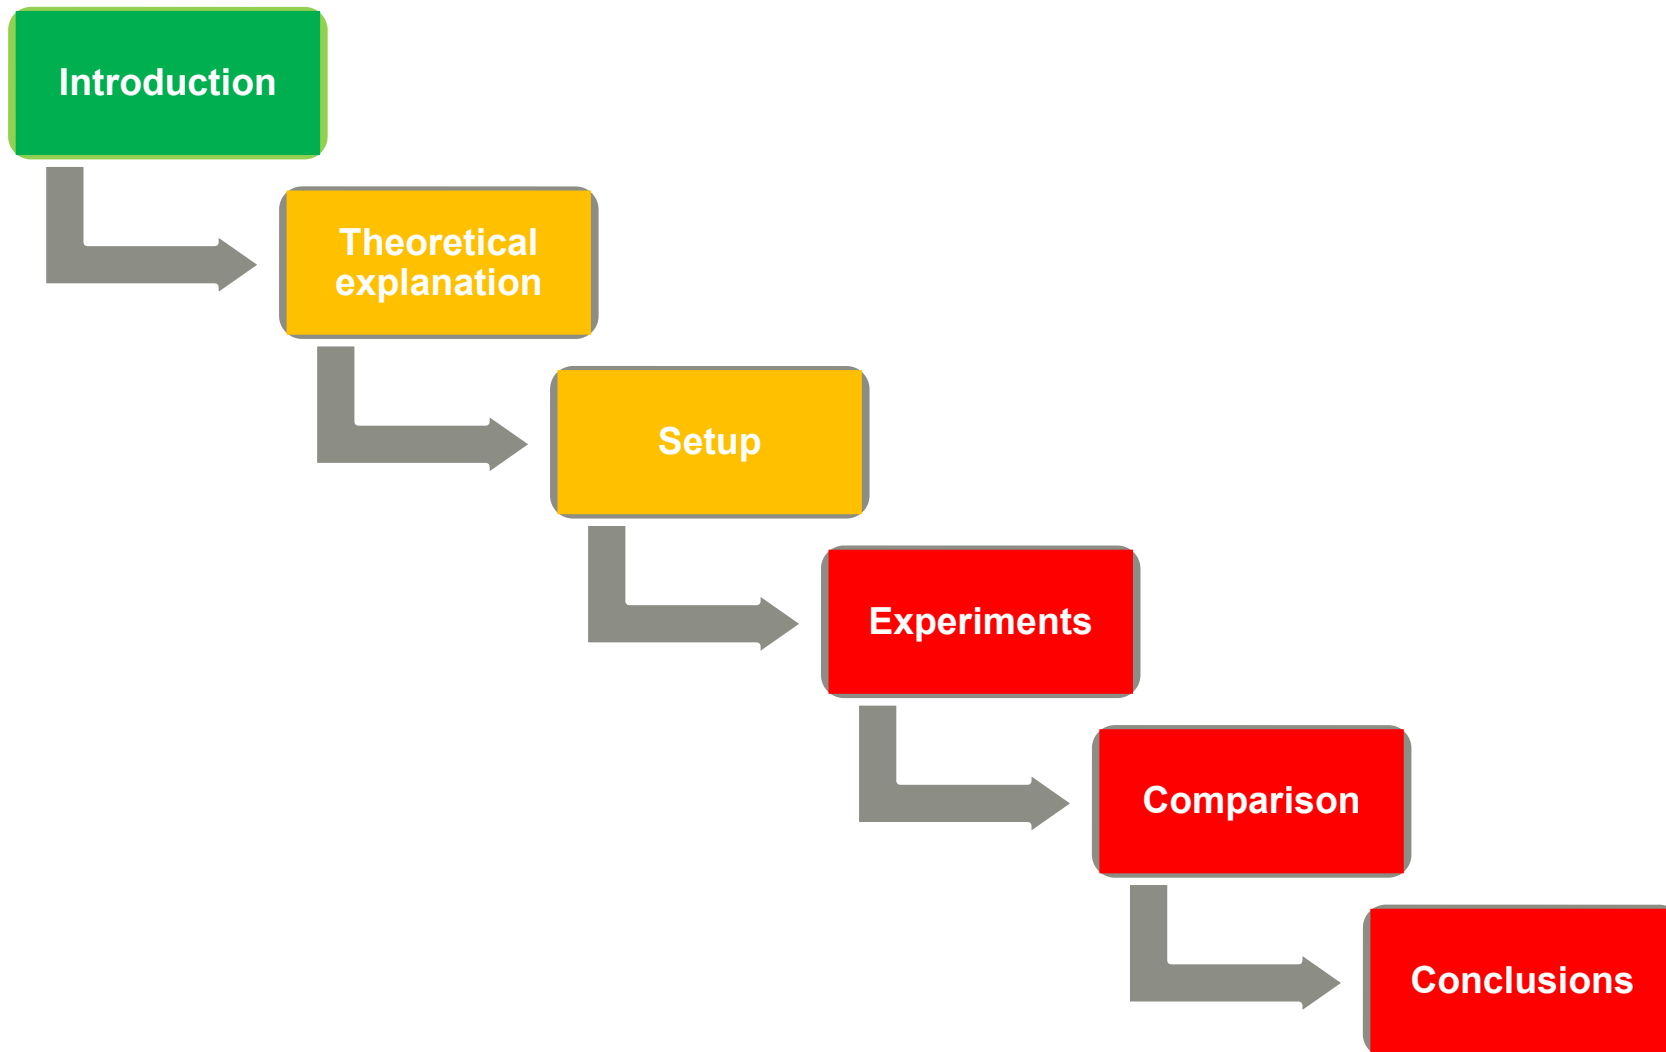 Introduction
Theoretical
explanation
Setup
Experiments
Comparison
Conclusions